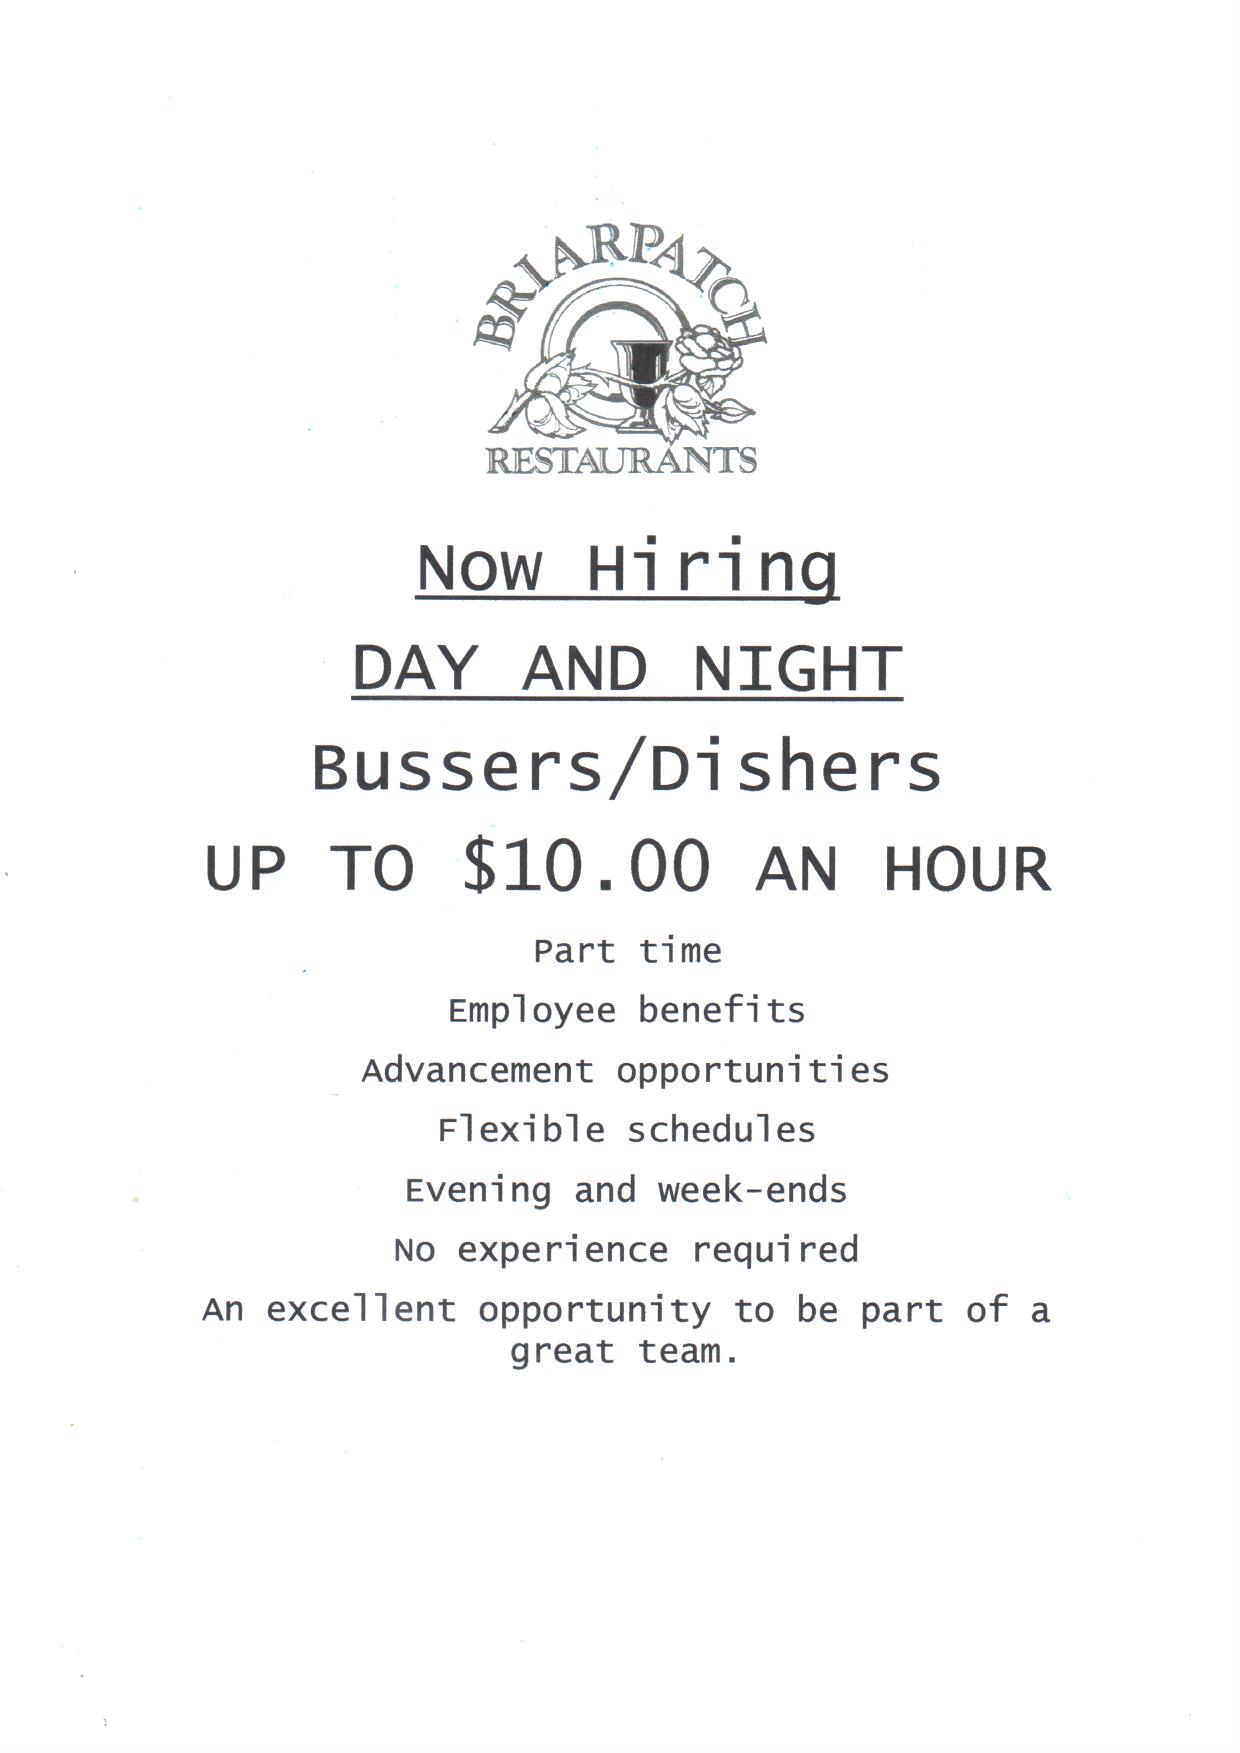 BRIARPATCH
RESTAURANTS
Now Hiring
DAY AND NIGHT
Bussers/Dishers
UP TO $10.00 AN HOUR
Part time
Employee benefits
Advancement opportunities
Flexible schedules
Evening and week-ends
No experience required
An excellent opportunity to be part of a
great team.